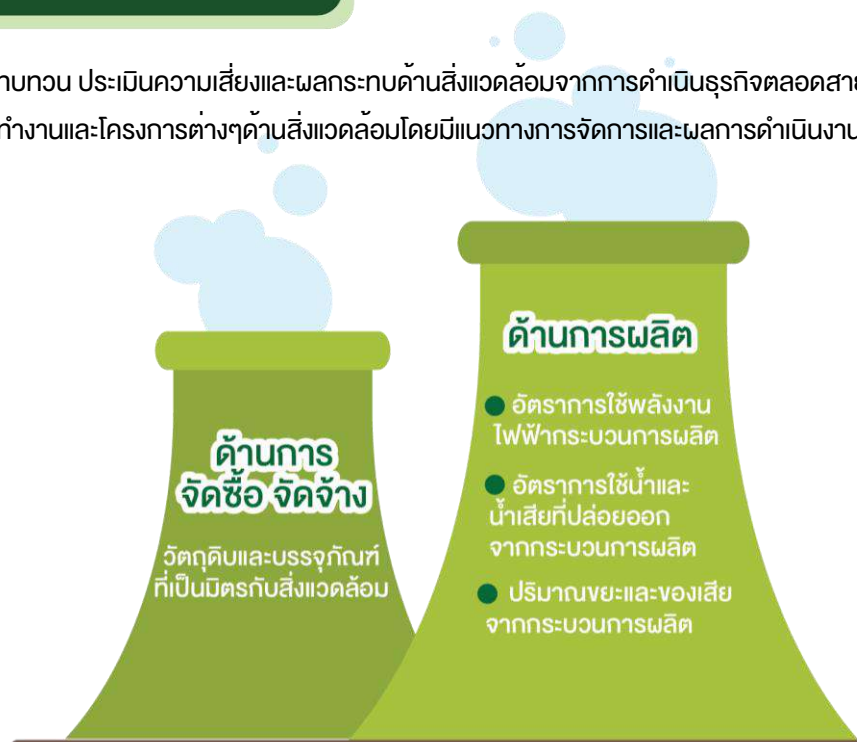 าบทวน ประเมินความเสี่ยงและผลกระทบด้านสิ่งแวดล้อมจากการดำเนินธุรกิจตลอดสาย
ทำงานและโครงการต่างๆด้านสิ่งแวดล้อมโดยมีแนวทางการจัดการและผลการดำเนินงาน
ด้านการ
จัดซื้อ จัดจ้าง
วัตถุดิบและบรรจุภัณฑ์
ที่เป็นมิตรกับสิ่งแวดล้อม
ด้านการผลิต
● อัตราการใช้พลังงาน
ไฟฟ้ากระบวนการผลิต
● อัตราการใช้น้ำและ
น้ำเสียที่ปล่อยออก
จากกระบวนการผลิต
● ปริมาณขยะและของเสีย
จากกระบวนการผลิต